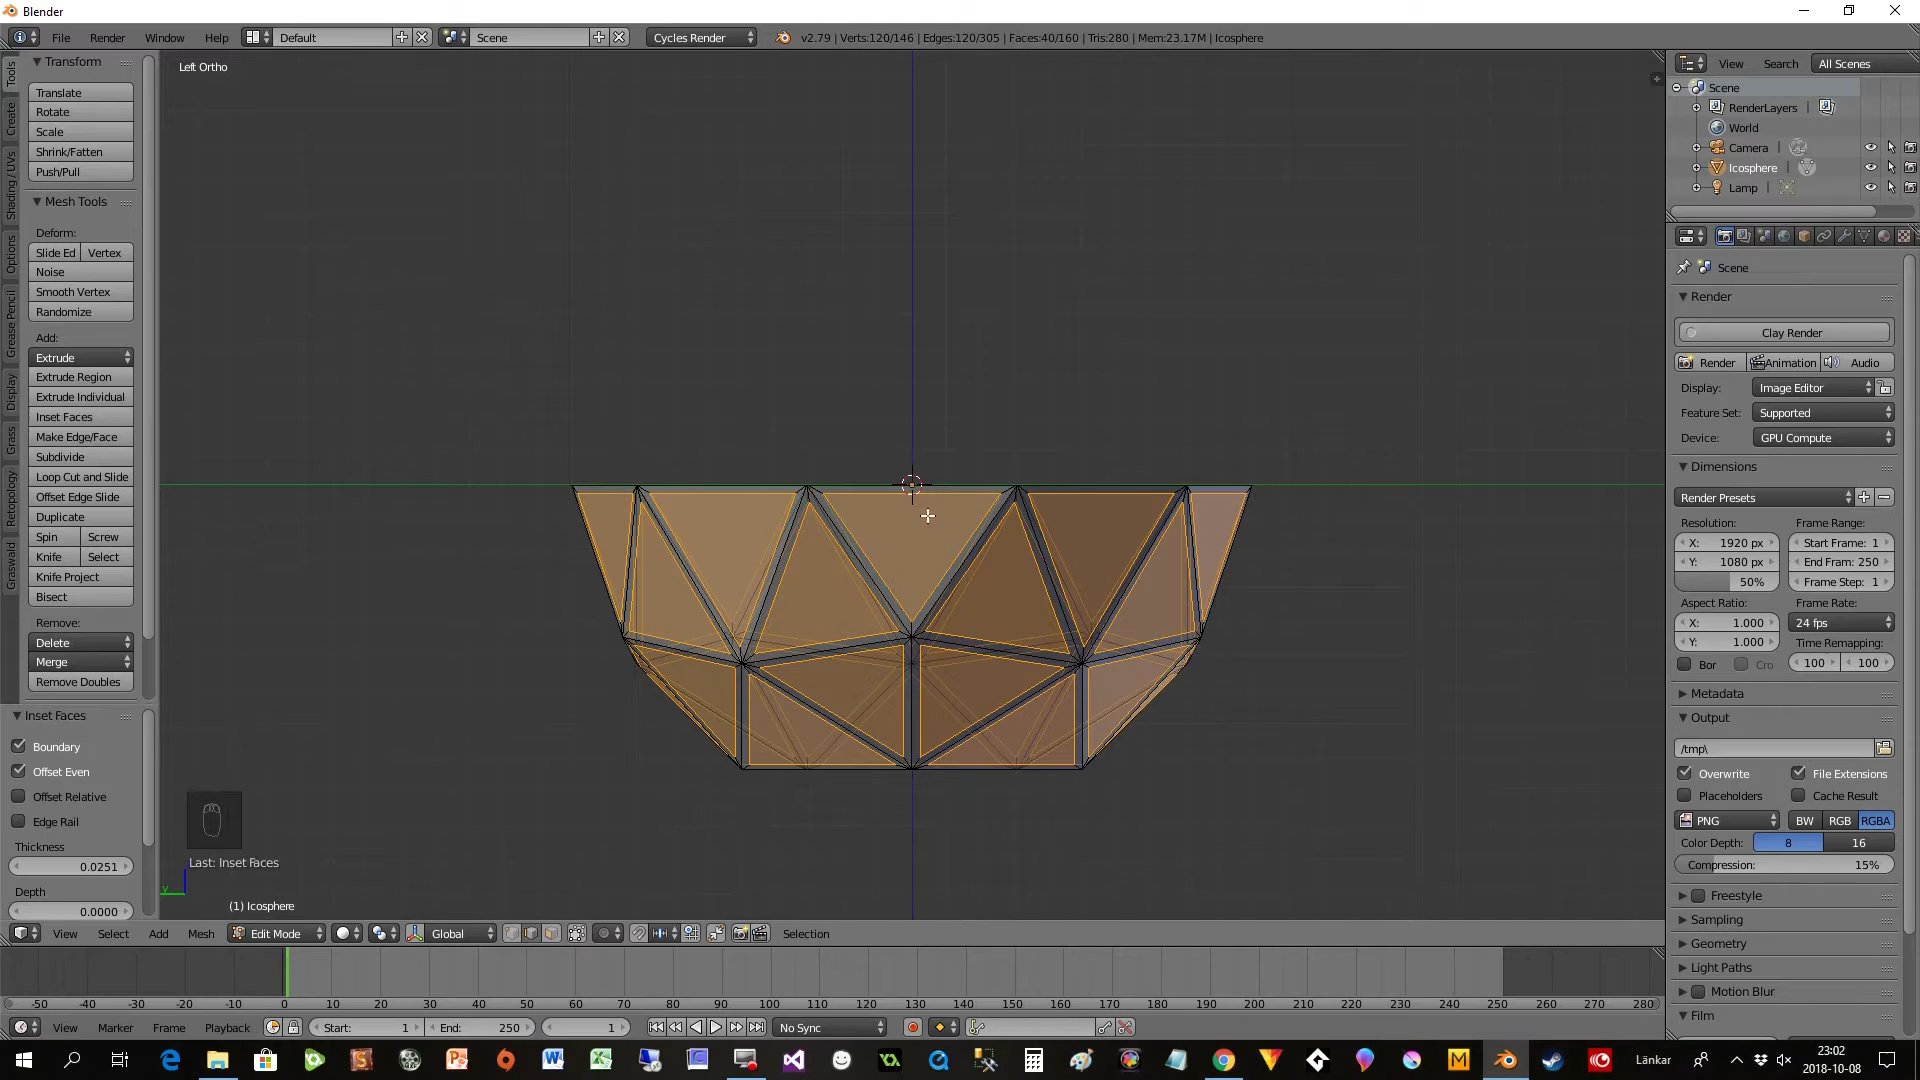 Blender
File Render Window Help Default Scene Cycles Render v2.79 | Verts:120/146 | Edges:120/305 | Faces:40/160 | Tris:280 | Mem:23.17M | Icosphere
Left Ortho
Tools
Create
Shading / UVs
Options
Grease Pencil
Display
Grass
Retopology
Graswald
Transform
Translate
Rotate
Scale
Shrink/Fatten
Push/Pull
Mesh Tools
Deform:
Slide Ed Vertex
Noise
Smooth Vertex
Randomize
Add:
Extrude
Extrude Region
Extrude Individual
Inset Faces
Make Edge/Face
Subdivide
Loop Cut and Slide
Offset Edge Slide
Duplicate
Spin Screw
Knife Select
Knife Project
Bisect
Remove:
Delete
Merge
Remove Doubles
Inset Faces
Boundary
Offset Even
Offset Relative
Edge Rail
Thickness
0.0251
Depth
0.0000
Last: Inset Faces
y
(1) Icosphere
View Search All Scenes
Scene
RenderLayers |
World
Camera |
Icosphere |
Lamp |
Scene
Render
Clay Render
Render Animation Audio
Display: Image Editor
Feature Set: Supported
Device: GPU Compute
Dimensions
Render Presets
Resolution: Frame Range:
X: 1920 px Start Frame: 1
Y: 1080 px End Fram: 250
50% Frame Step: 1
Aspect Ratio: Frame Rate:
X: 1.000 24 fps
Y: 1.000 Time Remapping:
Bor Cro 100 100
Metadata
Output
/tmp\
Overwrite File Extensions
Placeholders Cache Result
PNG BW RGB RGBA
Color Depth: 8 16
Compression: 15%
Freestyle
Sampling
Geometry
Light Paths
Motion Blur
Film
View Select Add Mesh Edit Mode Global Selection
-50 -40 -30 -20 -10 0 10 20 30 40 50 60 70 80 90 100 110 120 130 140 150 160 170 180 190 200 210 220 230 240 250 260 270 280
View Marker Frame Playback Start: 1 End: 250 1 No Sync
Länkar 23:02
2018-10-08